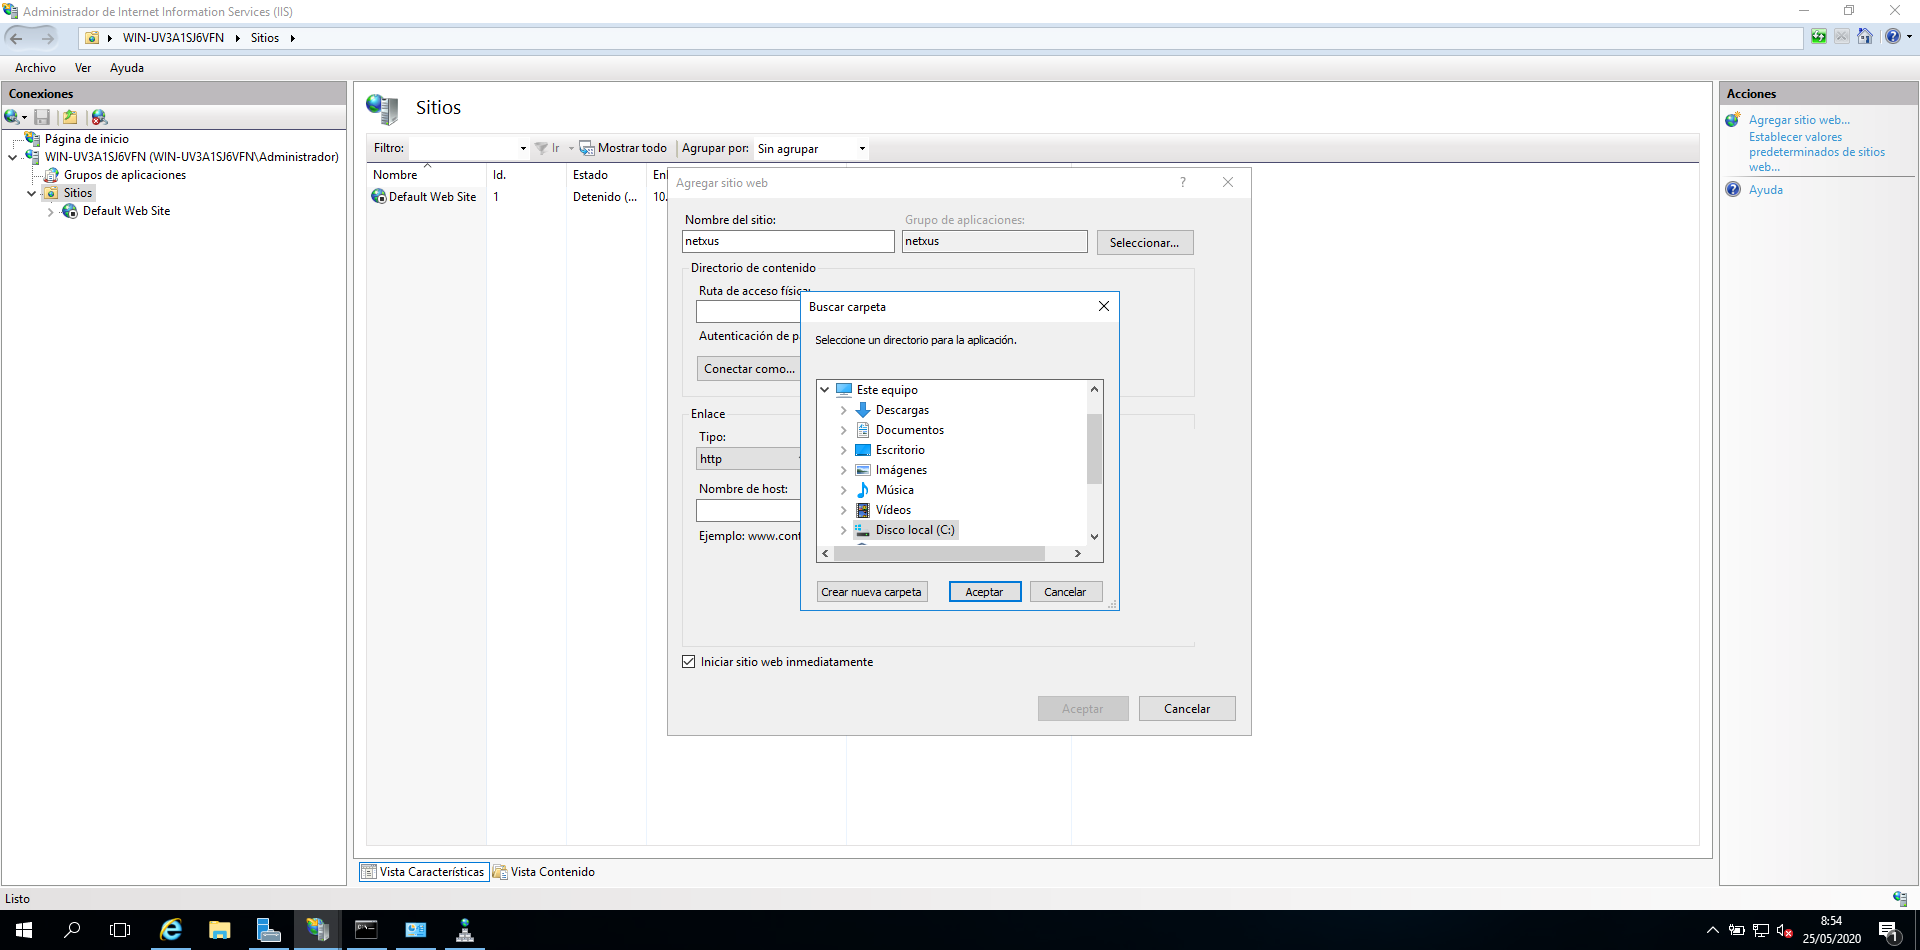 Administrador de Internet Information Services (IIS)
WIN-UV3A1SJ6VFN
Sitios
Archivo Ver Ayuda
Conexiones
Página de inicio
WIN-UV3A1SJ6VFN (WIN-UV3A1SJ6VFN\Administrador)
Grupos de aplicaciones
Sitios
Default Web Site
Sitios
Filtro: Ir Mostrar todo Agrupar por: Sin agrupar
Nombre Id. Estado
Default Web Site 1 Detenido (... 10.
Agregar sitio web ?
Nombre del sitio: Grupo de aplicaciones:
netxus netxus Seleccionar...
Directorio de contenido
Ruta de acceso física:
Autenticación de p
Conectar como...
Enlace
Tipo:
http
Nombre de host:
Ejemplo: www.cont
Iniciar sitio web inmediatamente
Aceptar Cancelar
Buscar carpeta
Seleccione un directorio para la aplicación.
Este equipo
Descargas
Documentos
Escritorio
Imágenes
Música
Vídeos
Disco local (C:)
Crear nueva carpeta Aceptar Cancelar
Acciones
Agregar sitio web...
Establecer valores
predeterminados de sitios
web...
Ayuda
Vista Características Vista Contenido
Listo
8:54
25/05/2020
1